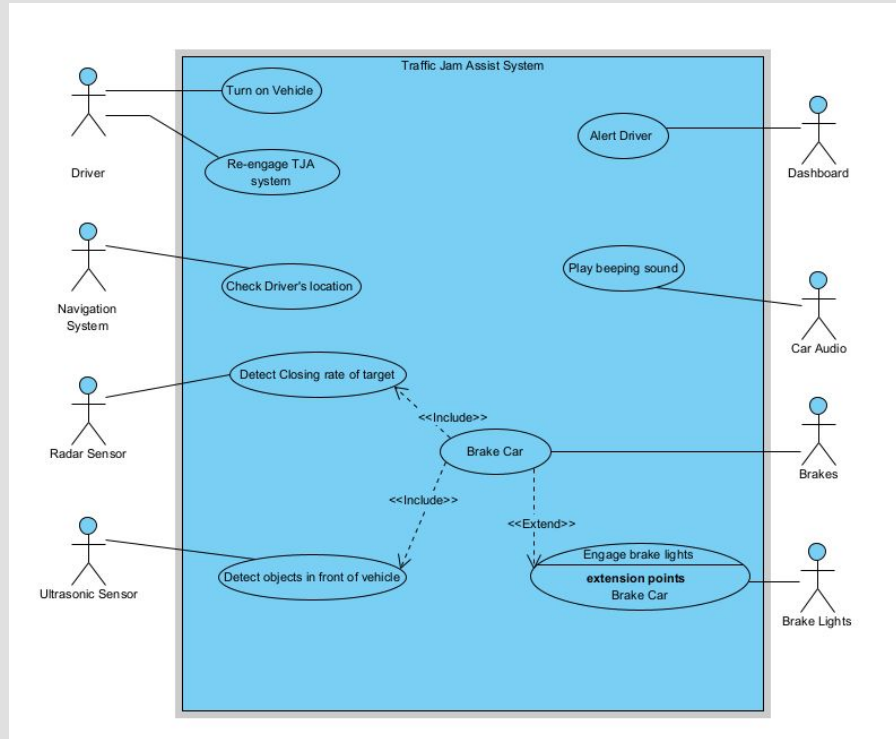 Traffic Jam Assist System
Turn on Vehicle
Alert Driver
Driver
Dashboard
Re-engage TJA
system
Play beeping sound
Check Driver's location
Navigation
System
Car Audio
Detect Closing rate of target
<<Include>>
Radar Sensor
Brake Car
Brakes
<<Include>>
<<Extend>>
Engage brake lights
Detect objects in front of vehicle
extension points
Brake Car
Ultrasonic Sensor
Brake Lights